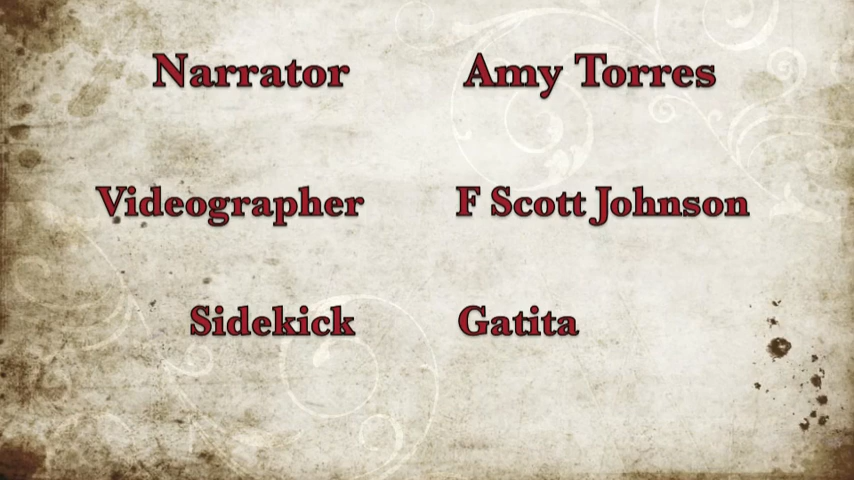 Narrator Amy Torres
Videographer F Scott Johnson
Sidekick Gatita